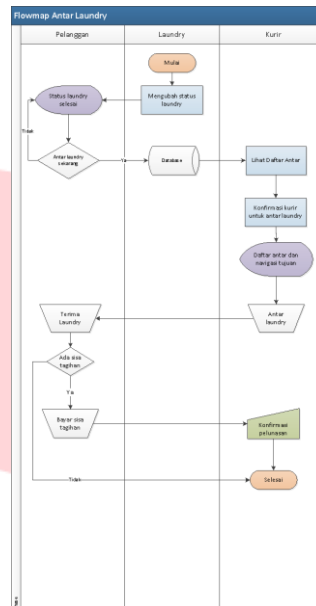 Flowmap Antar Laundry
Pelanggan
Laundry
Kurir
Mulai
Status laundry
selesai
Mengubah status
laundry
Tidak
Antar laundry
sekarang
Ya
Database
Lihat Daftar Antar
Konfirmasi kurir
untuk antar laundry
Daftar antar dan
navigasi tujuan
Terima
Laundry
Antar
laundry
Ada sisa
tagihan
Ya
Bayar sisa
tagihan
Konfirmasi
pelunasan
Tidak
Selesai